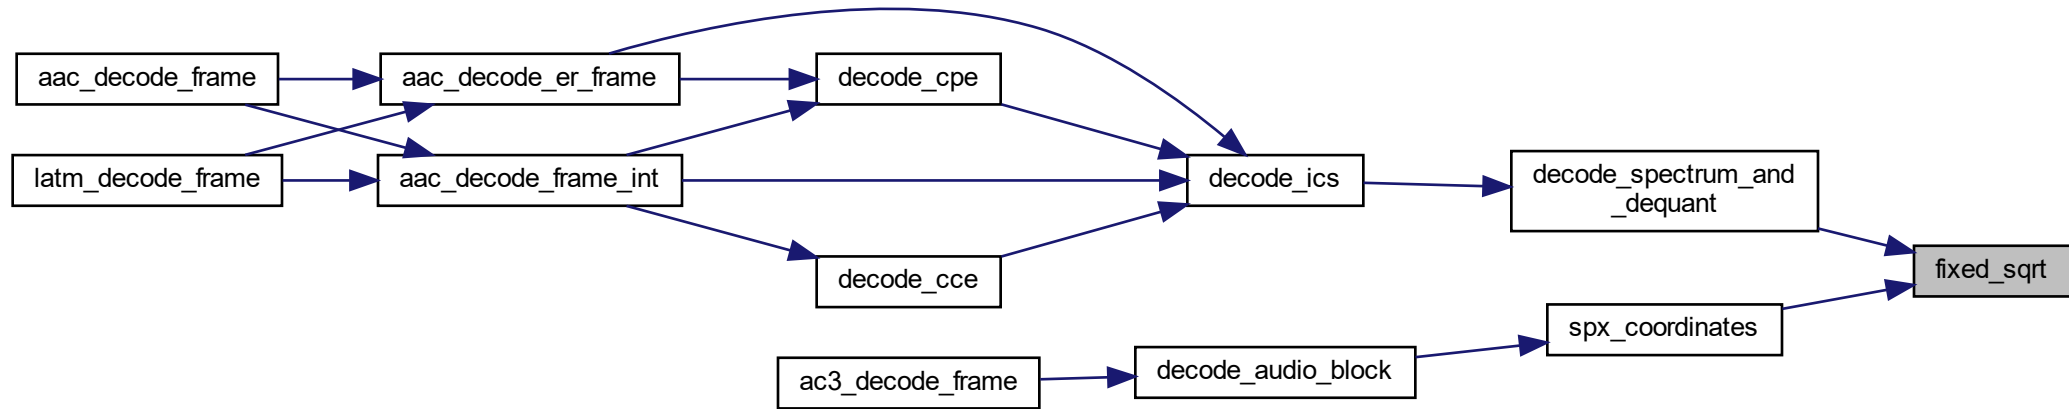 aac_decode_frame
aac_decode_er_frame
decode_cpe
latm_decode_frame
aac_decode_frame_int
decode_ics
decode_spectrum_and
_dequant
decode_cce
fixed_sqrt
spx_coordinates
ac3_decode_frame
decode_audio_block